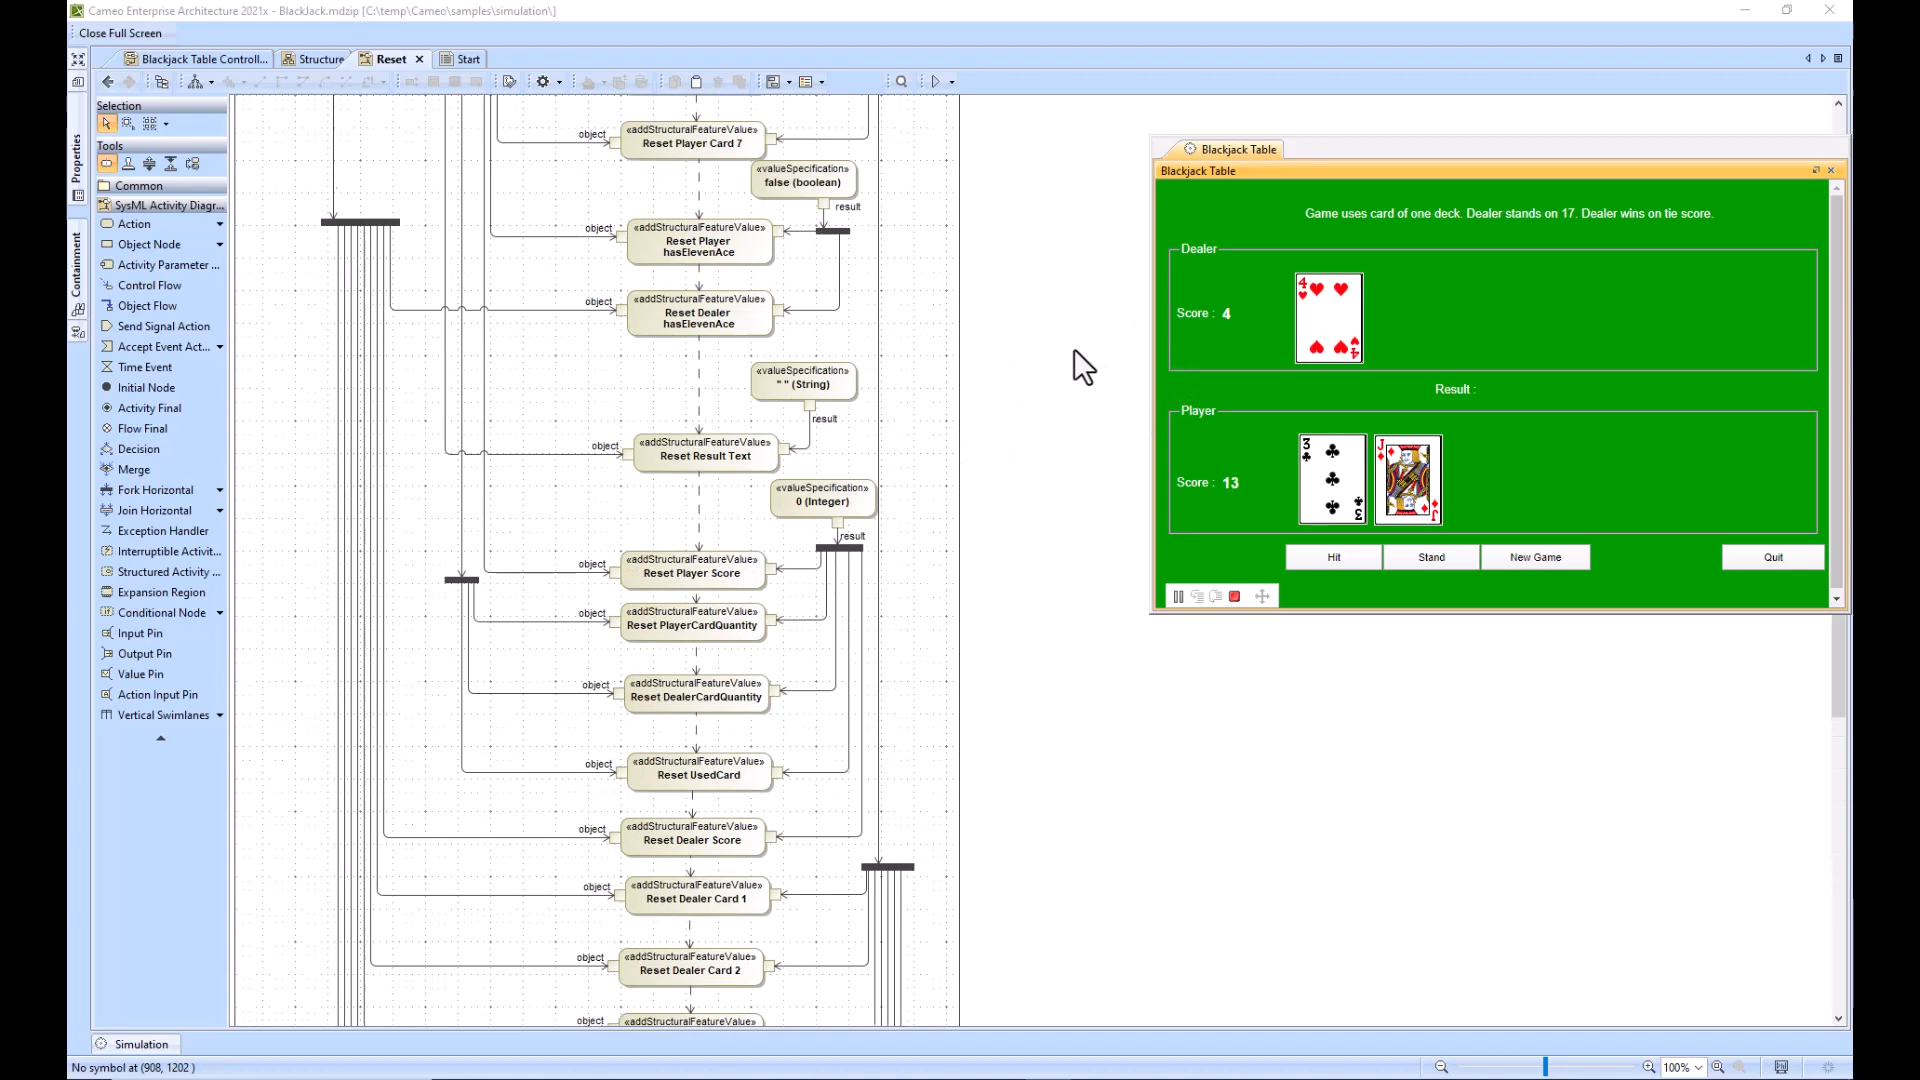 Cameo Enterprise Architecture 2021x - BlackJack.mdzip [C:\temp\Cameo\samples\simulation\]
Close Full Screen
Blackjack Table Controll...
Structure
Reset
Start
Properties
Containment
Selection
Tools
Common
SysML Activity Diagr...
Action
Object Node
Activity Parameter ...
Control Flow
Object Flow
Send Signal Action
Accept Event Act...
Time Event
Initial Node
Activity Final
Flow Final
Decision
Merge
Fork Horizontal
Join Horizontal
Exception Handler
Interruptible Activit...
Structured Activity ...
Expansion Region
Conditional Node
Input Pin
Output Pin
Value Pin
Action Input Pin
Vertical Swimlanes
object
«addStructuralFeatureValue»
Reset Player Card 7
«valueSpecification»
false (boolean)
result
object
«addStructuralFeatureValue»
Reset Player
hasElevenAce
object
«addStructuralFeatureValue»
Reset Dealer
hasElevenAce
«valueSpecification»
" " (String)
result
object
«addStructuralFeatureValue»
Reset Result Text
«valueSpecification»
0 (Integer)
result
object
«addStructuralFeatureValue»
Reset Player Score
object
«addStructuralFeatureValue»
Reset PlayerCardQuantity
object
«addStructuralFeatureValue»
Reset DealerCardQuantity
object
«addStructuralFeatureValue»
Reset UsedCard
object
«addStructuralFeatureValue»
Reset Dealer Score
object
«addStructuralFeatureValue»
Reset Dealer Card 1
object
«addStructuralFeatureValue»
Reset Dealer Card 2
object
«addStructuralFeatureValue»
Blackjack Table
Blackjack Table
Game uses card of one deck. Dealer stands on 17. Dealer wins on tie score.
Dealer
Score : 4
4
4
Result :
Player
Score : 13
3
3
J
J
Hit
Stand
New Game
Quit
Simulation
No symbol at (908, 1202 )
100%